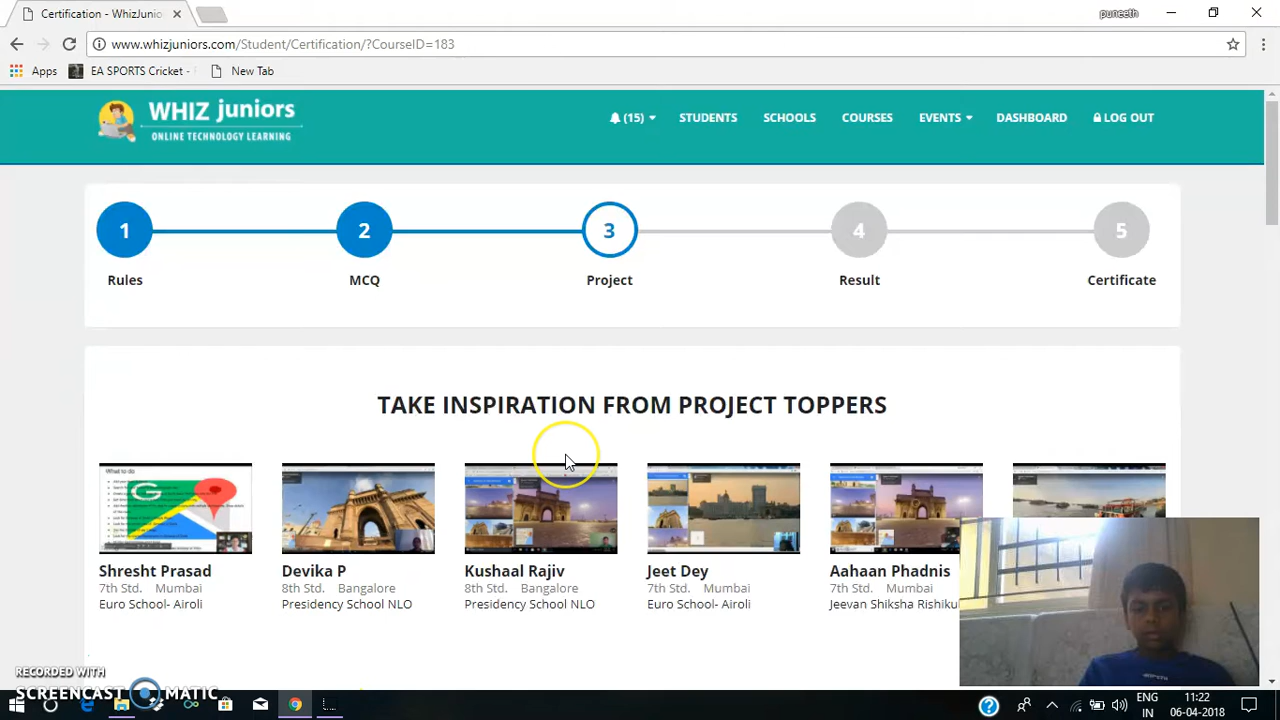 Certification - WhizJunio
puneeth
www.whizjuniors.com/Student/Certification/?CourseID=183
Apps
EA SPORTS Cricket -
New Tab
WHIZ juniors
ONLINE TECHNOLOGY LEARNING
(15)
STUDENTS
SCHOOLS
COURSES
EVENTS
DASHBOARD
LOG OUT
1
2
3
4
5
Rules
MCQ
Project
Result
Certificate
TAKE INSPIRATION FROM PROJECT TOPPERS
What to do
Shresht Prasad
7th Std. Mumbai
Euro School- Airoli
Devika P
8th Std. Bangalore
Presidency School NLO
Kushaal Rajiv
8th Std. Bangalore
Presidency School NLO
Jeet Dey
7th Std. Mumbai
Euro School- Airoli
Aahaan Phadnis
7th Std. Mumbai
Jeevan Shiksha Rishiku
RECORDED WITH
SCREENCAST MATIC
ENG
IN
11:22
06-04-2018